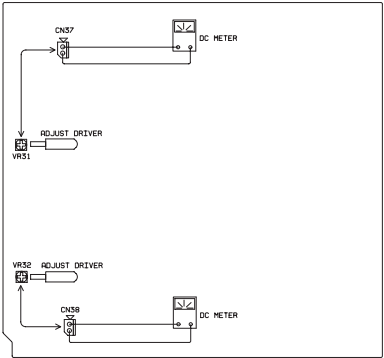 CN37
DC METER
ADJUST DRIVER
VR31
VR32 ADJUST DRIVER
CN38
DC METER